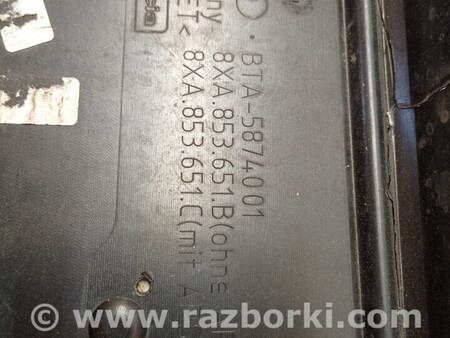 BTA-5874001
8XA.853.651.B(ohne
8XA.853.651.C(mit A
© - www.razborki.com -